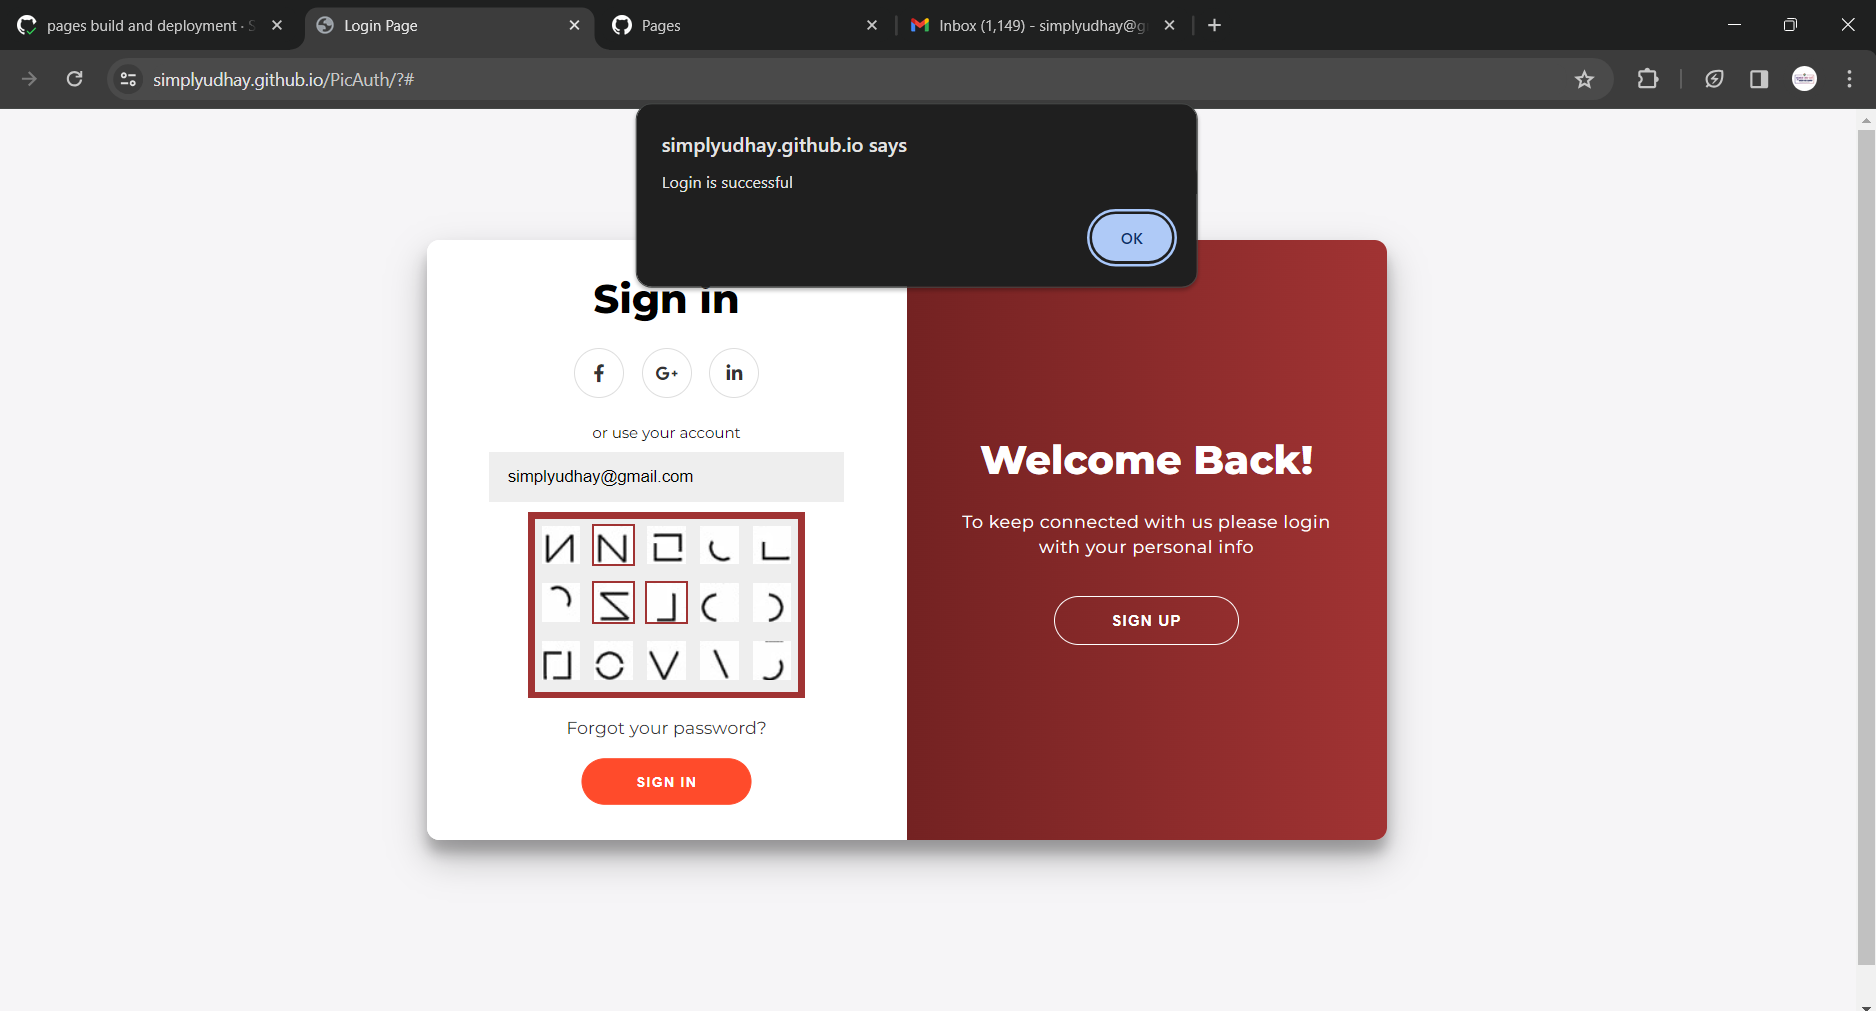 pages build and deployment · S
Login Page
Pages
Inbox (1,149) - simplyudhay@g
simplyudhay.github.io/PicAuth/?#
simplyudhay.github.io says
Login is successful
OK
Sign in
f
G+
in
or use your account
simplyudhay@gmail.com
Forgot your password?
SIGN IN
Welcome Back!
To keep connected with us please login
with your personal info
SIGN UP